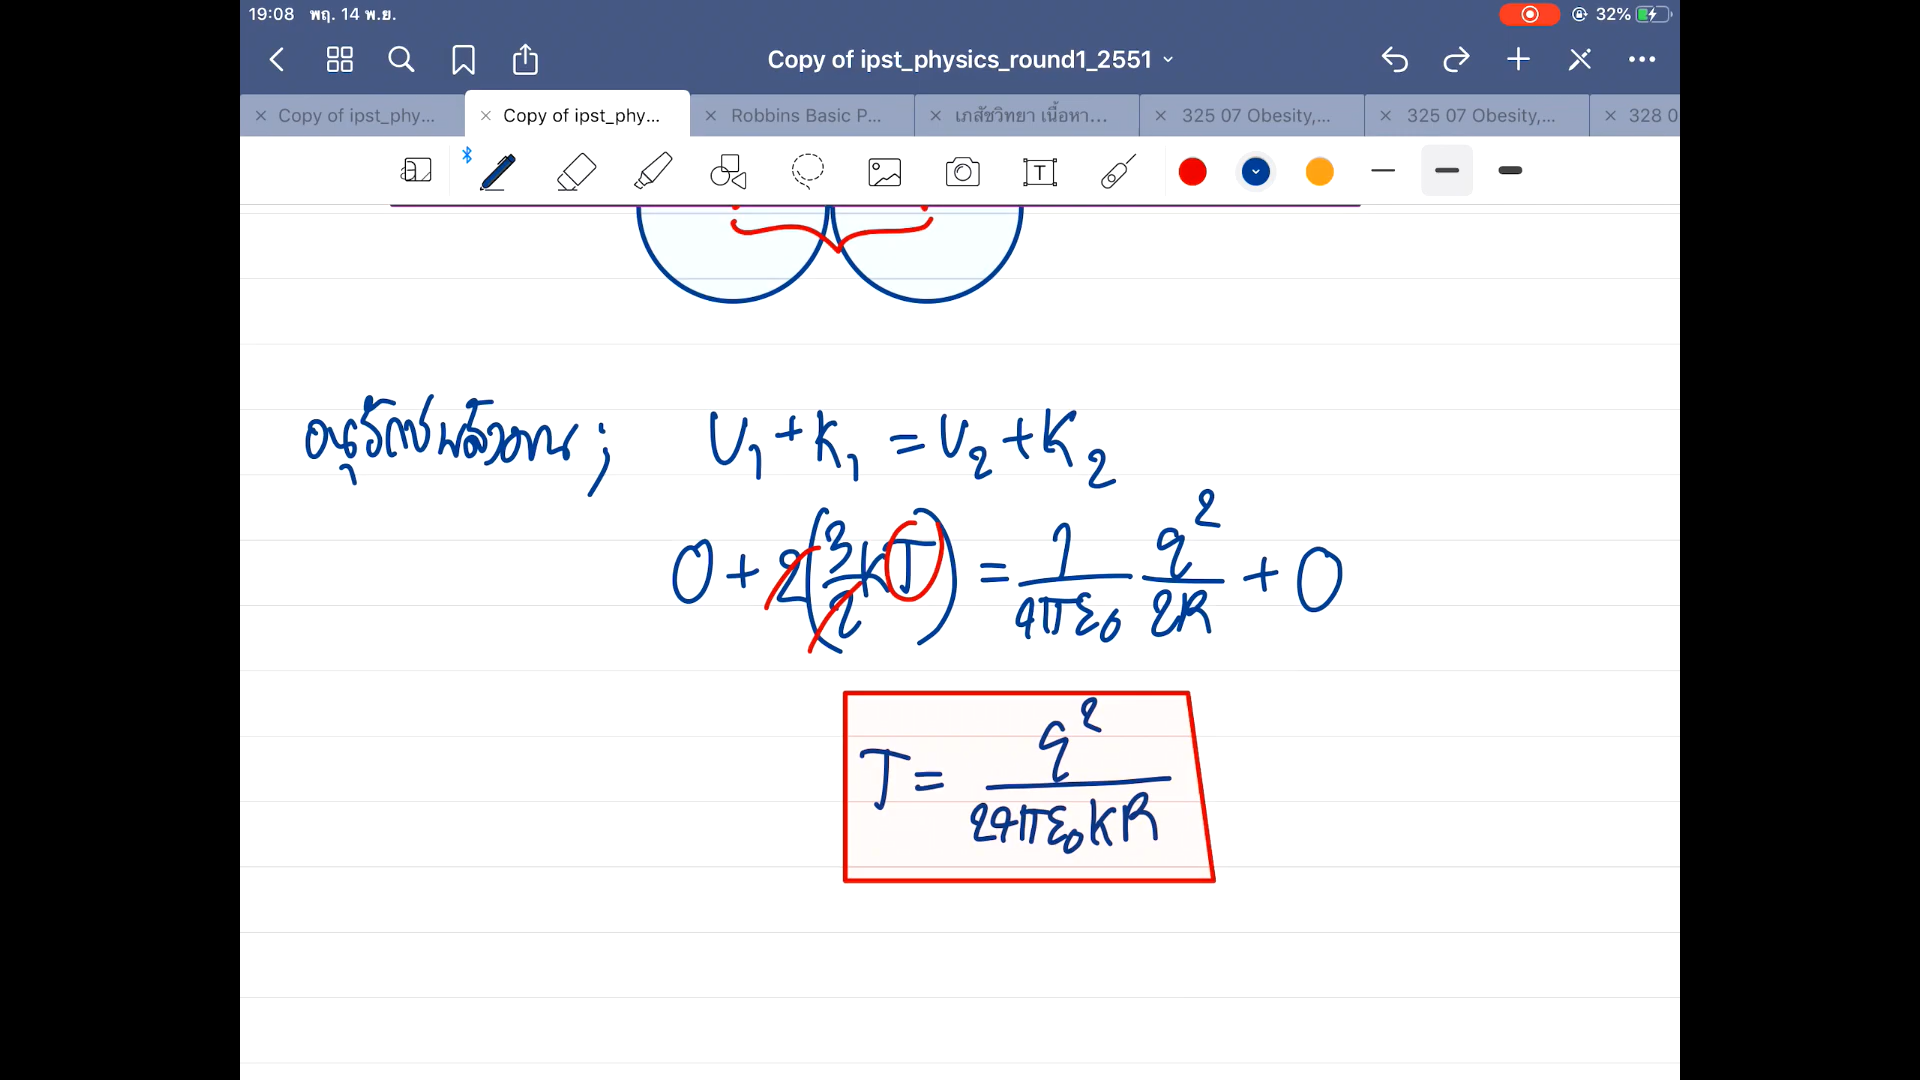 19:08 พฤ. 14 พ.ย. 32%
Copy of ipst_physics_round1_2551
Copy of ipst_phy... Copy of ipst_phy... Robbins Basic P... เภสัชวิทยา เนื้อหา... 325 07 Obesity,... 325 07 Obesity,... 328 0
T
อนุรักษ์พลังงาน ; U₁ + K₁ = U₂ + K₂
0 + 2(3/2 kT) = 1/4πε₀ q²/2R + 0
T = q²/24πε₀KR